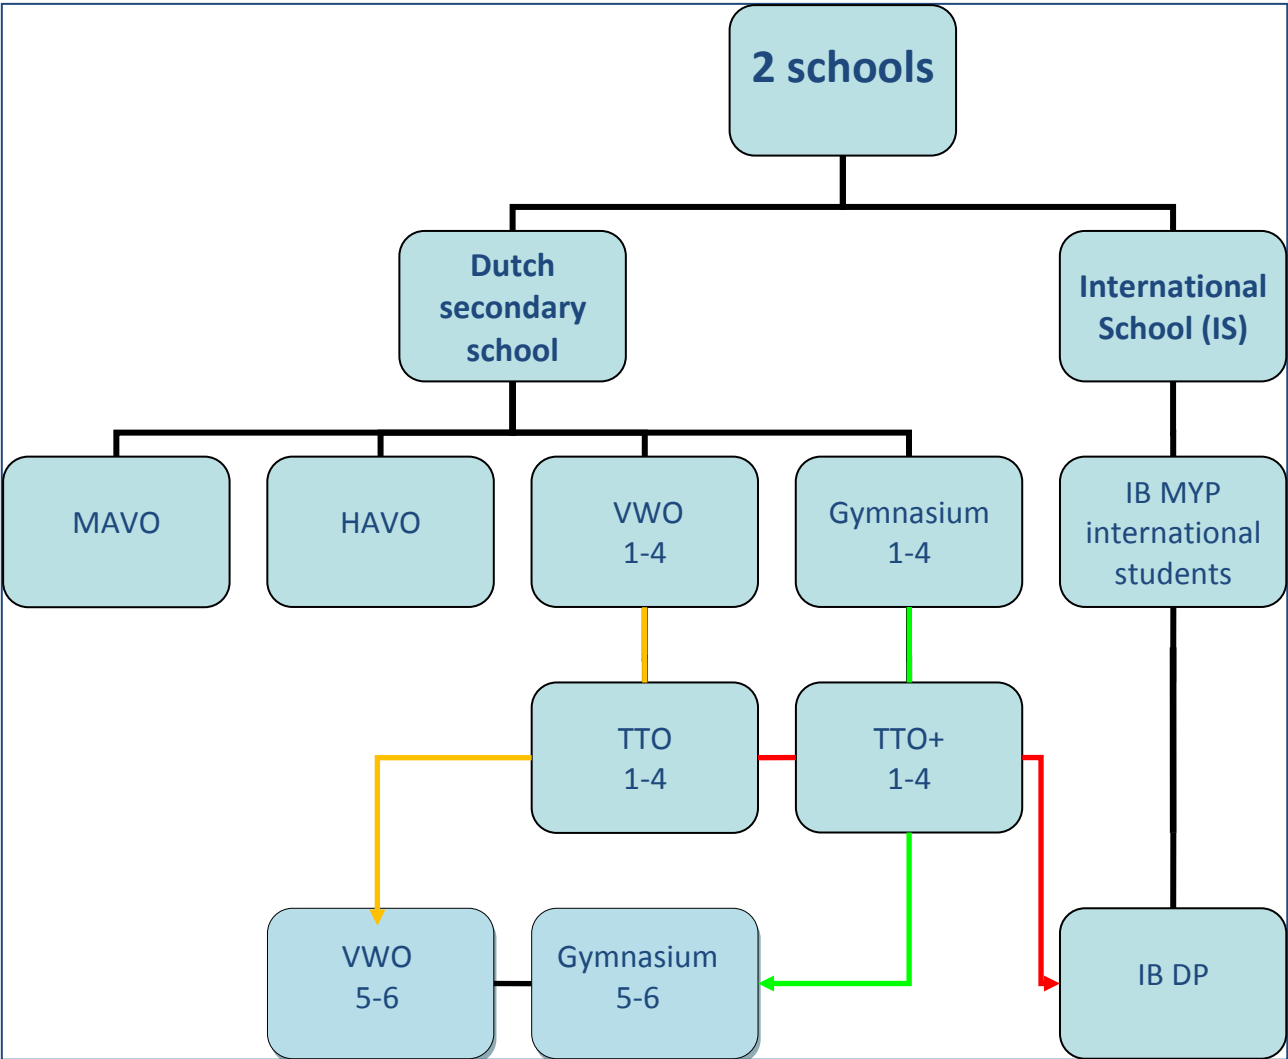 2 schools
Dutch
secondary
school
International
School (IS)
MAVO
HAVO
VWO
1-4
Gymnasium
1-4
IB MYP
international
students
TTO
1-4
TTO+
1-4
VWO
5-6
Gymnasium
5-6
IB DP